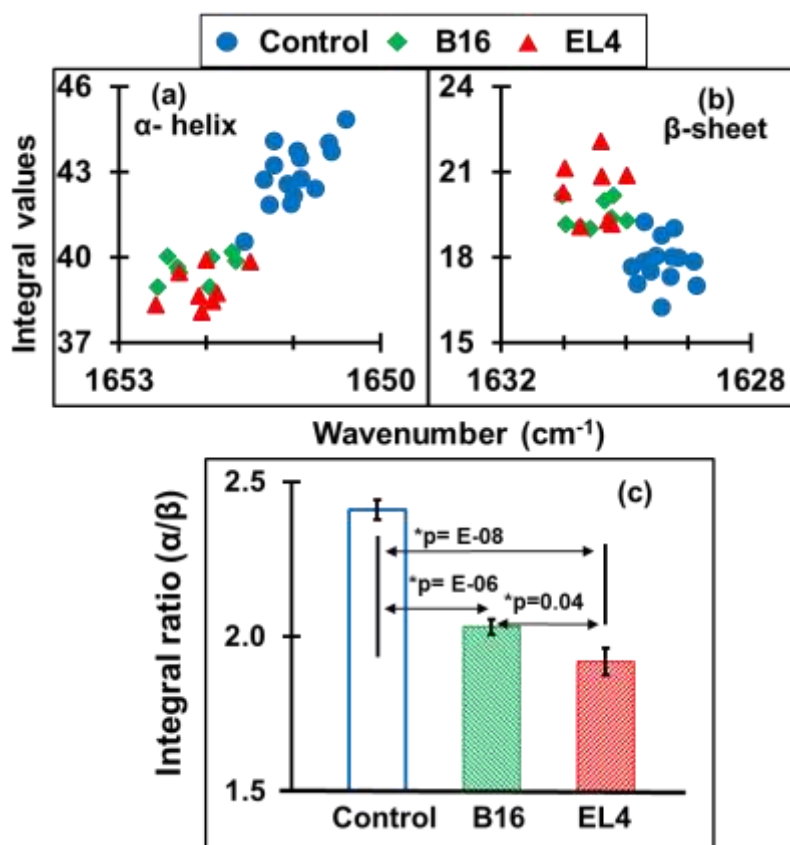 Control B16 EL4
(a)
α- helix
46
43
40
37
1653 1650
Integral values
(b)
β-sheet
24
21
18
15
1632 1628
Wavenumber (cm-1)
(c)
Integral ratio (α/β)
2.5
2.0
1.5
*p= E-08
*p= E-06
*p=0.04
Control B16 EL4